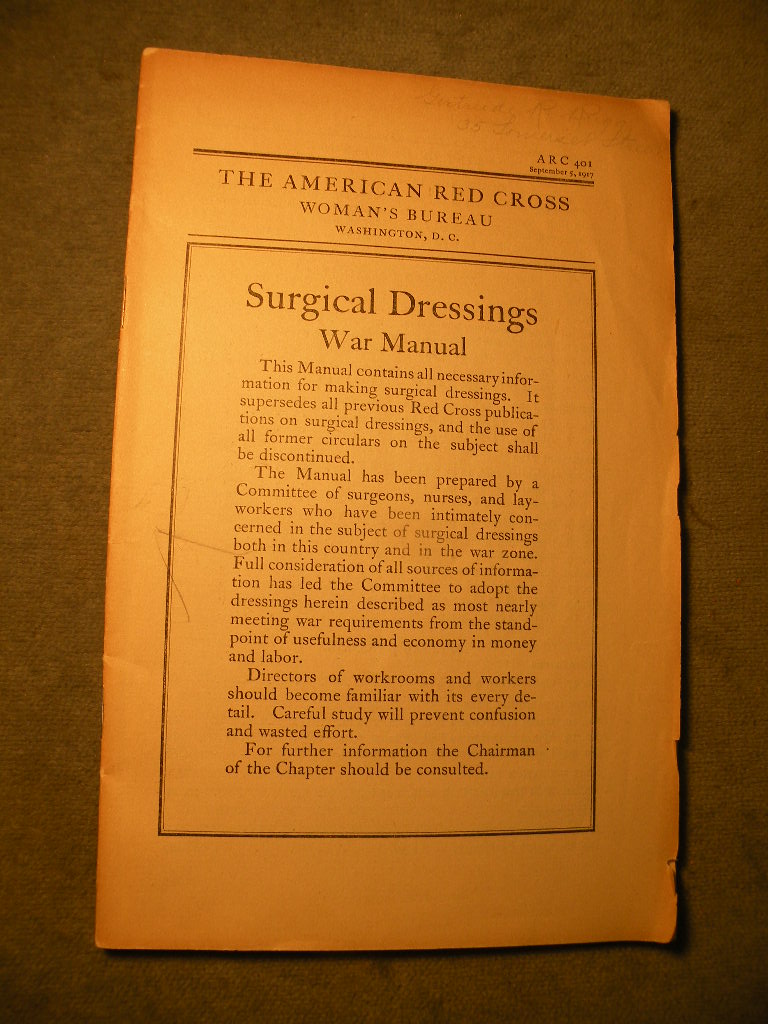 35
ARC 401
September 5, 1917
THE AMERICAN RED CROSS
WOMAN'S BUREAU
WASHINGTON, D. C.
Surgical Dressings
War Manual
This Manual contains all necessary infor-
mation for making surgical dressings. It
supersedes all previous Red Cross publica-
tions on surgical dressings, and the use of
all former circulars on the subject shall
be discontinued.
The Manual has been prepared by a
Committee of surgeons, nurses, and lay-
workers who have been intimately con-
cerned in the subject of surgical dressings
both in this country and in the war zone.
Full consideration of all sources of informa-
tion has led the Committee to adopt the
dressings herein described as most nearly
meeting war requirements from the stand-
point of usefulness and economy in money
and labor.
Directors of workrooms and workers
should become familiar with its every de-
tail. Careful study will prevent confusion
and wasted effort.
For further information the Chairman
of the Chapter should be consulted.